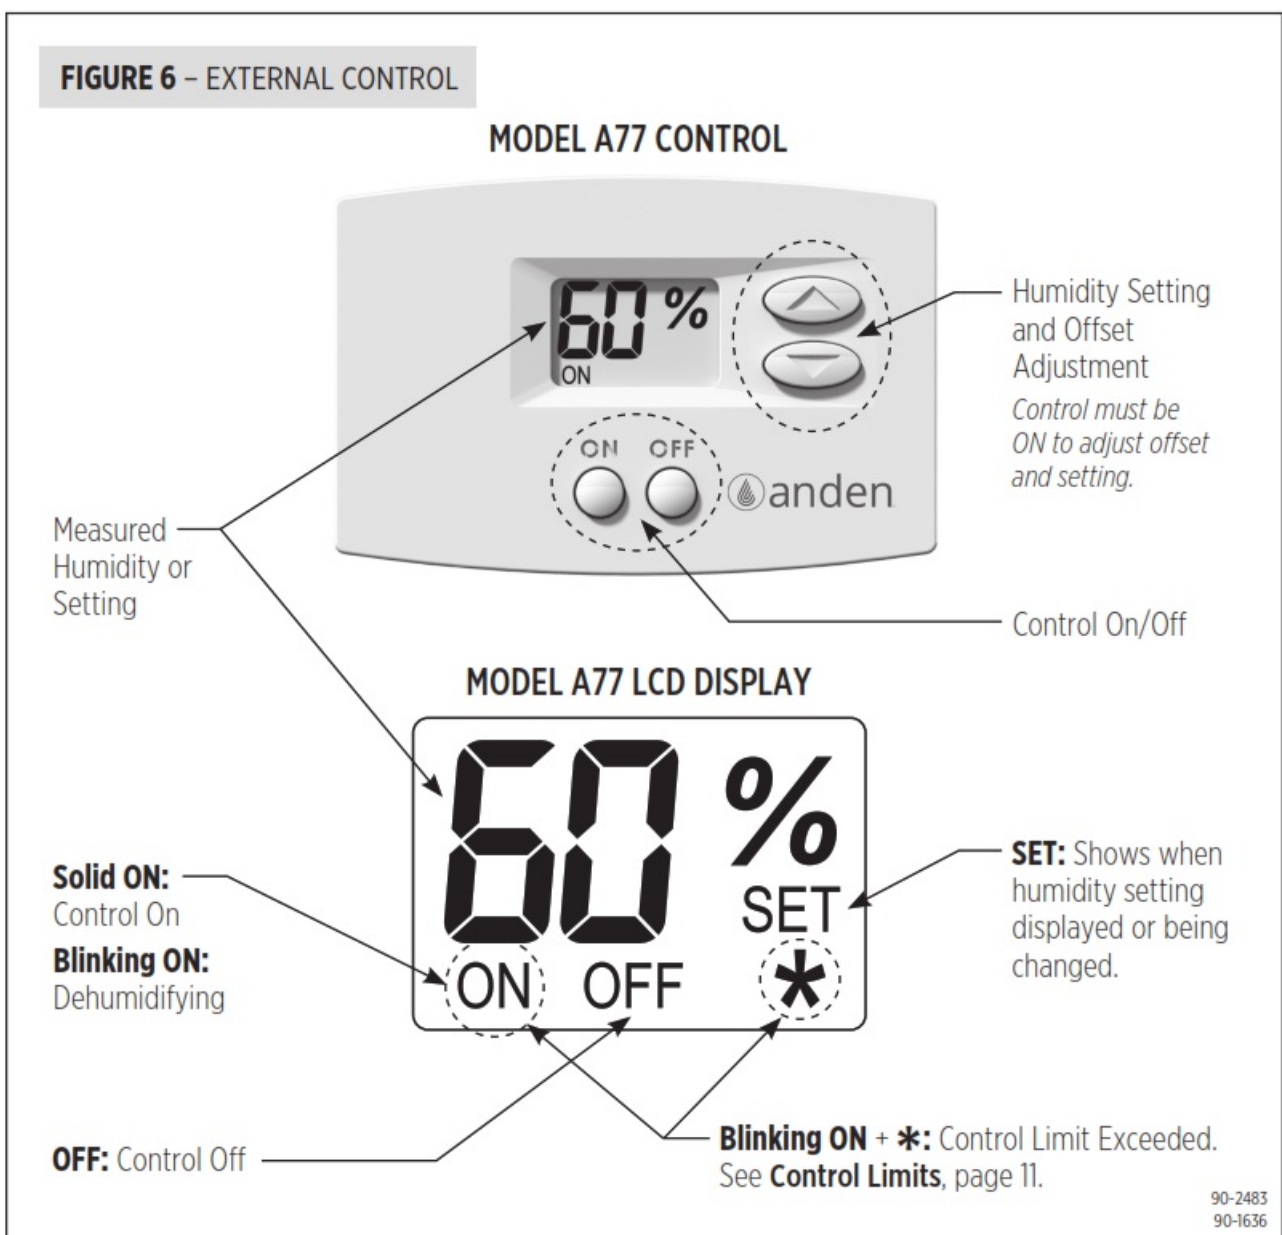 FIGURE 6 – EXTERNAL CONTROL
MODEL A77 CONTROL
60 %
ON
ON OFF
anden
Humidity Setting
and Offset
Adjustment
Control must be
ON to adjust offset
and setting.
Measured
Humidity or
Setting
Control On/Off
MODEL A77 LCD DISPLAY
60 %
SET
ON OFF *
Solid ON:
Control On
Blinking ON:
Dehumidifying
SET: Shows when
humidity setting
displayed or being
changed.
OFF: Control Off
Blinking ON + *: Control Limit Exceeded.
See Control Limits, page 11.
90-2483
90-1636